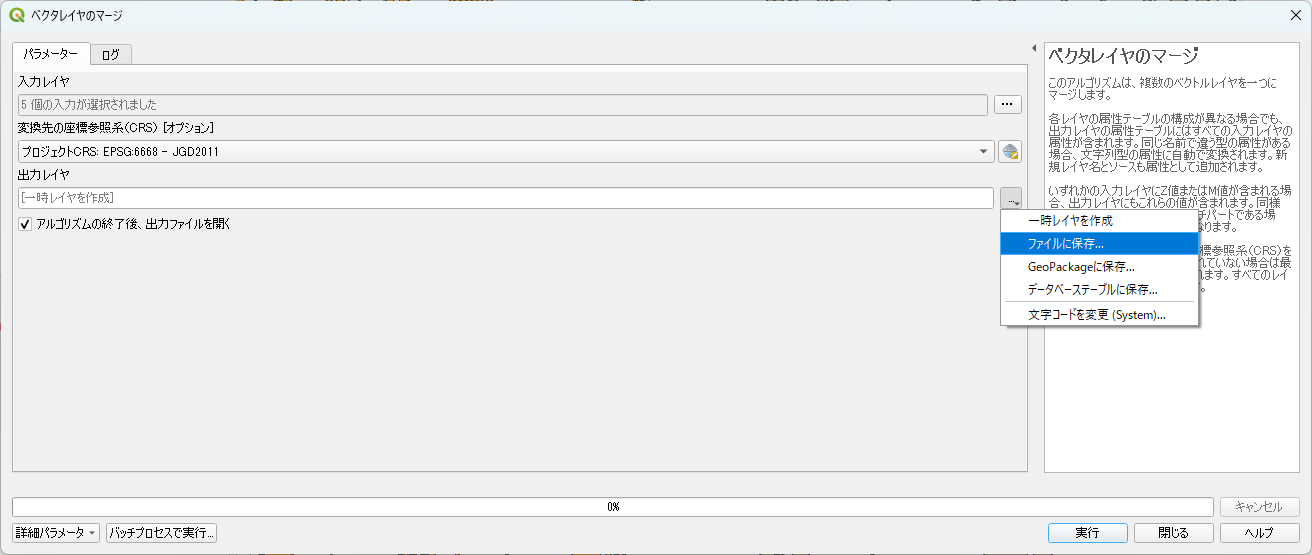 ベクタレイヤのマージ
パラメーター
ログ
入力レイヤ
5 個の入力が選択されました
...
変換先の座標参照系(CRS) [オプション]
プロジェクトCRS: EPSG:6668 - JGD2011
出力レイヤ
[一時レイヤを作成]
...
アルゴリズムの終了後、出力ファイルを開く
一時レイヤを作成
ファイルに保存...
GeoPackageに保存...
データベーステーブルに保存...
文字コードを変更 (System)...
ベクタレイヤのマージ
このアルゴリズムは、複数のベクトルレイヤを一つに
マージします。
各レイヤの属性テーブルの構成が異なる場合でも、
出力レイヤの属性テーブルにはすべての入力レイヤの
属性が含まれます。同じ名前で違う型の属性がある
場合、文字列型の属性に自動で変換されます。新
規レイヤ名とソースも属性として追加されます。
いずれかの入力レイヤにZ値またはM値が含まれる場
合、出力レイヤにもこれらの値が含まれます。同様
チパートである場
なります。
標参照系(CRS)を
れていない場合は最
れます。すべてのレイ
0%
キャンセル
詳細パラメータ
バッチプロセスで実行...
実行
閉じる
ヘルプ